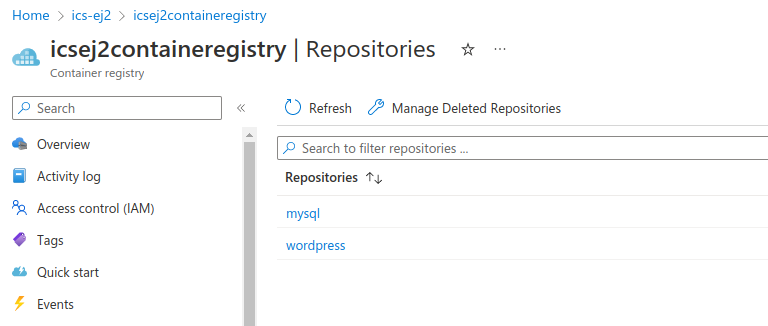 Home > ics-ej2 > icsej2containeregistry
icsej2containeregistry | Repositories ☆ ···
Container registry
Search «
Refresh Manage Deleted Repositories
Overview
Search to filter repositories ...
Activity log
Repositories ↑↓
Access control (IAM)
mysql
Tags
wordpress
Quick start
Events